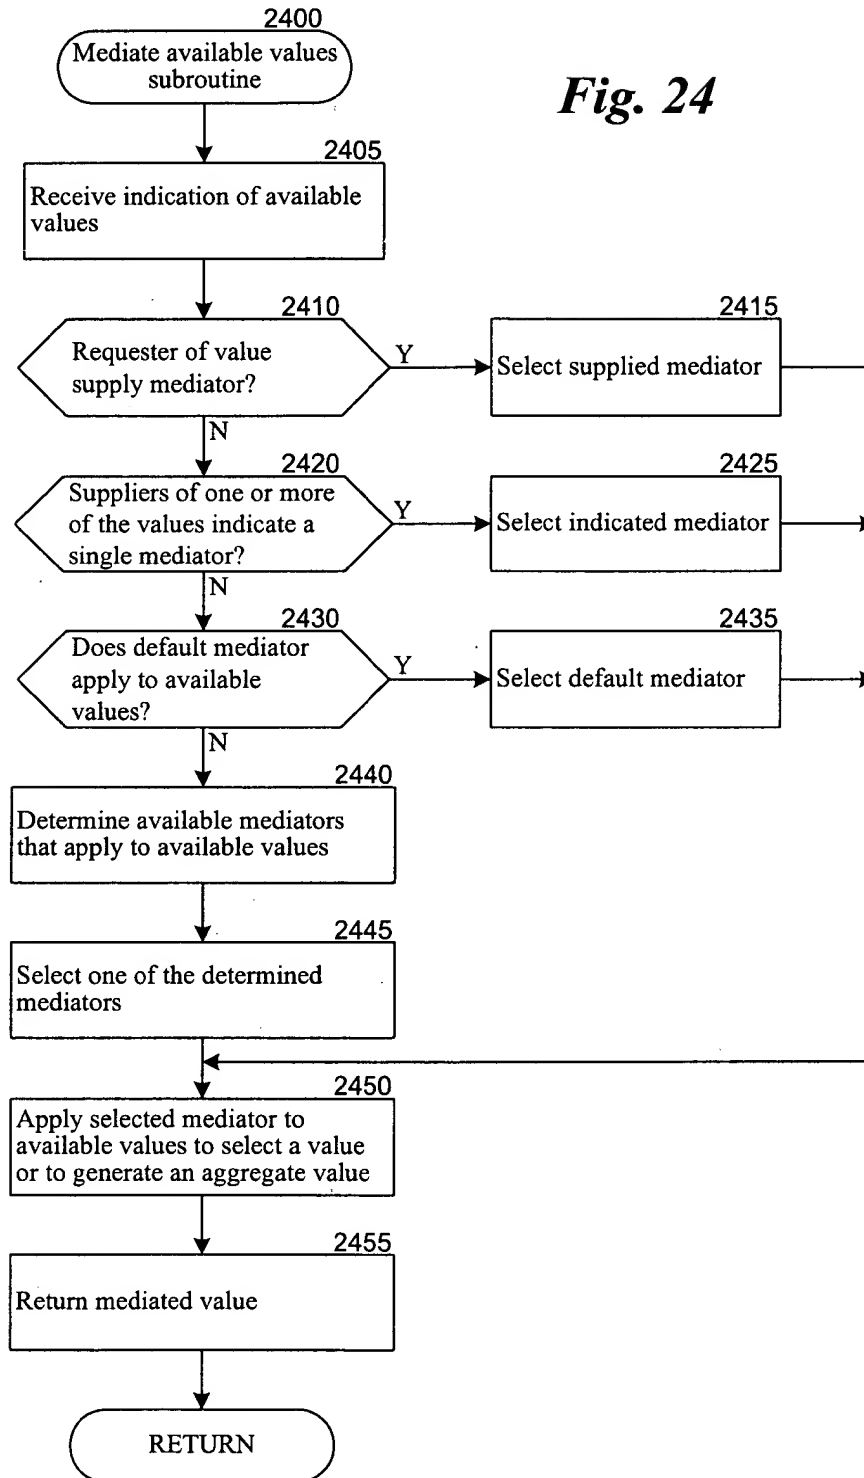 2400
Mediate available values
subroutine
Fig. 24
2405
Receive indication of available
values
2410
Requester of value
supply mediator?
Y
N
2415
Select supplied mediator
2420
Suppliers of one or more
of the values indicate a
single mediator?
Y
N
2425
Select indicated mediator
2430
Does default mediator
apply to available
values?
Y
N
2435
Select default mediator
2440
Determine available mediators
that apply to available values
2445
Select one of the determined
mediators
2450
Apply selected mediator to
available values to select a value
or to generate an aggregate value
2455
Return mediated value
RETURN